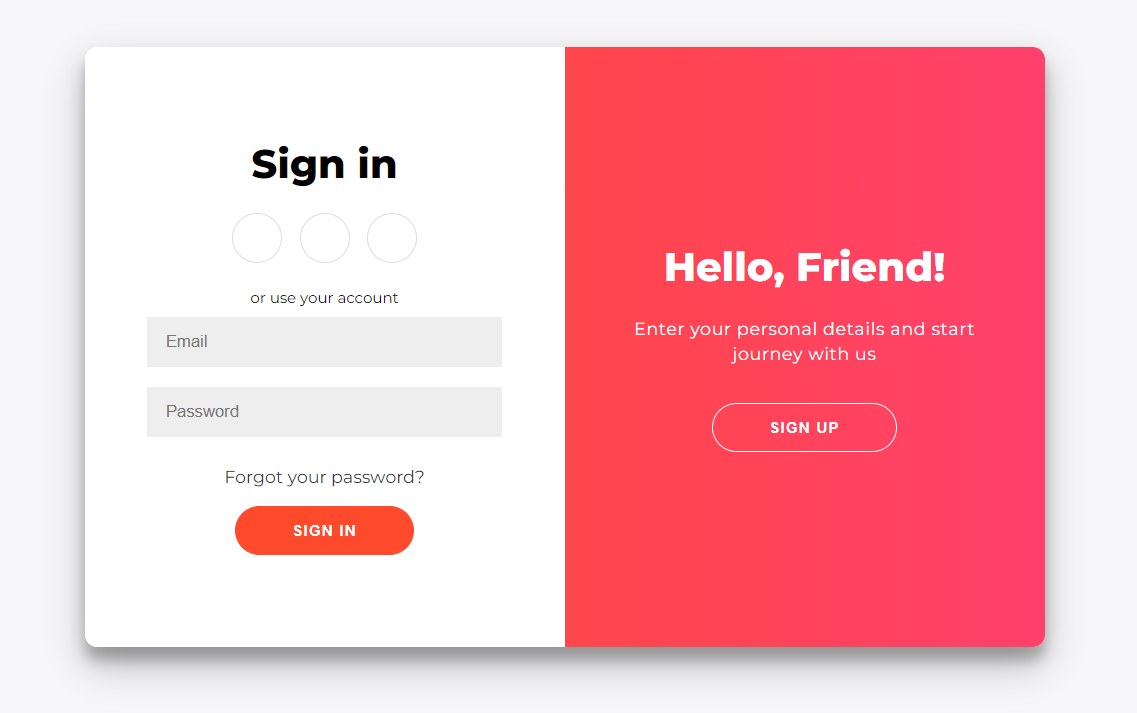 Sign in
or use your account
Email
Password
Forgot your password?
SIGN IN
Hello, Friend!
Enter your personal details and start
journey with us
SIGN UP